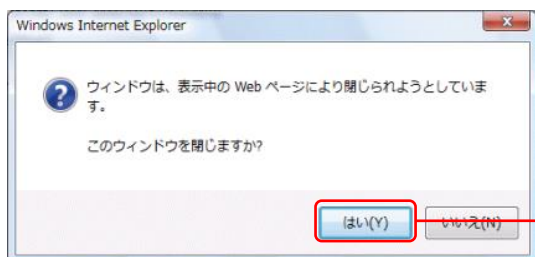 Windows Internet Explorer
ウィンドウは、表示中の Web ページにより閉じられようとしていま
す。
このウィンドウを閉じますか?
はい(Y)
いいえ(N)